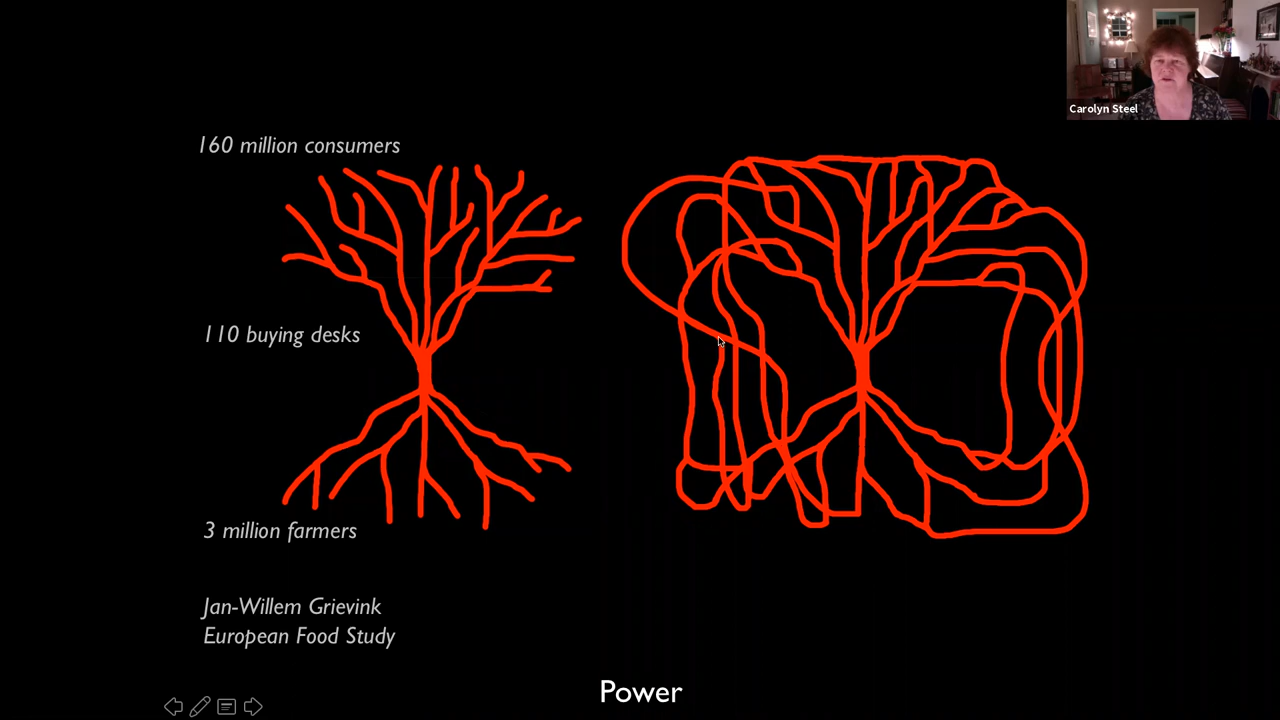 Carolyn Steel
160 million consumers
110 buying desks
3 million farmers
Jan-Willem Grievink
European Food Study
Power